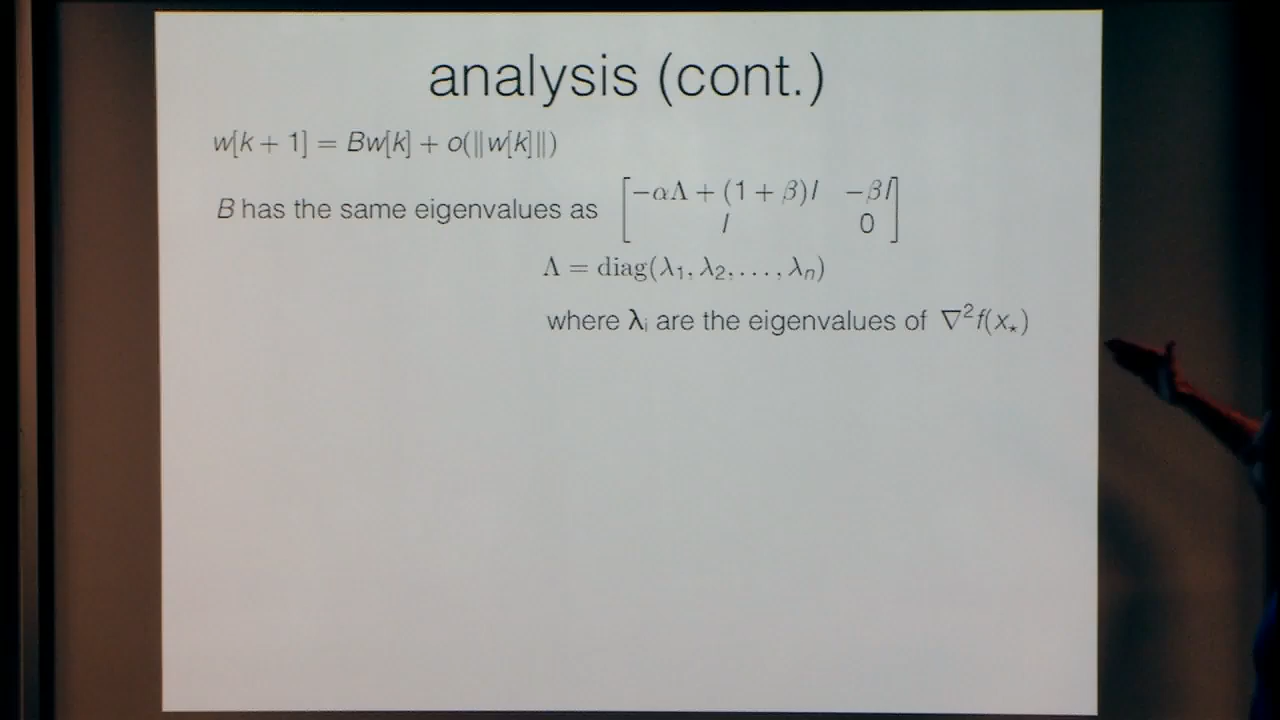 analysis (cont.)
w[k + 1] = Bw[k] + o(‖w[k]‖)
B has the same eigenvalues as [−αΛ + (1 + β)I −βI
I 0]
Λ = diag(λ₁, λ₂, . . . , λₙ)
where λᵢ are the eigenvalues of ∇²f(x⋆)